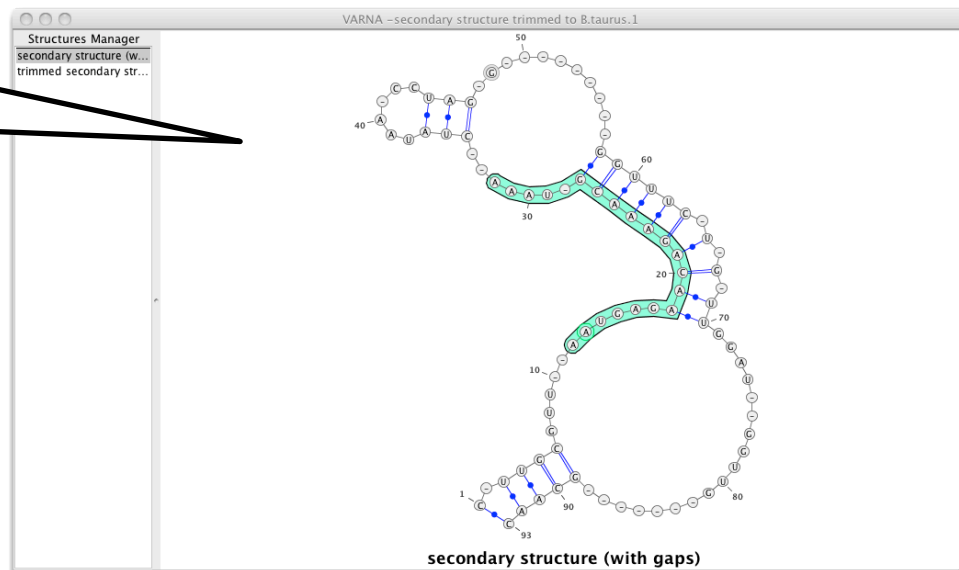 VARNA -secondary structure trimmed to B.taurus.1
Structures Manager
secondary structure (w...
trimmed secondary str...
50
60
40
30
20
70
10
80
1
90
93
secondary structure (with gaps)